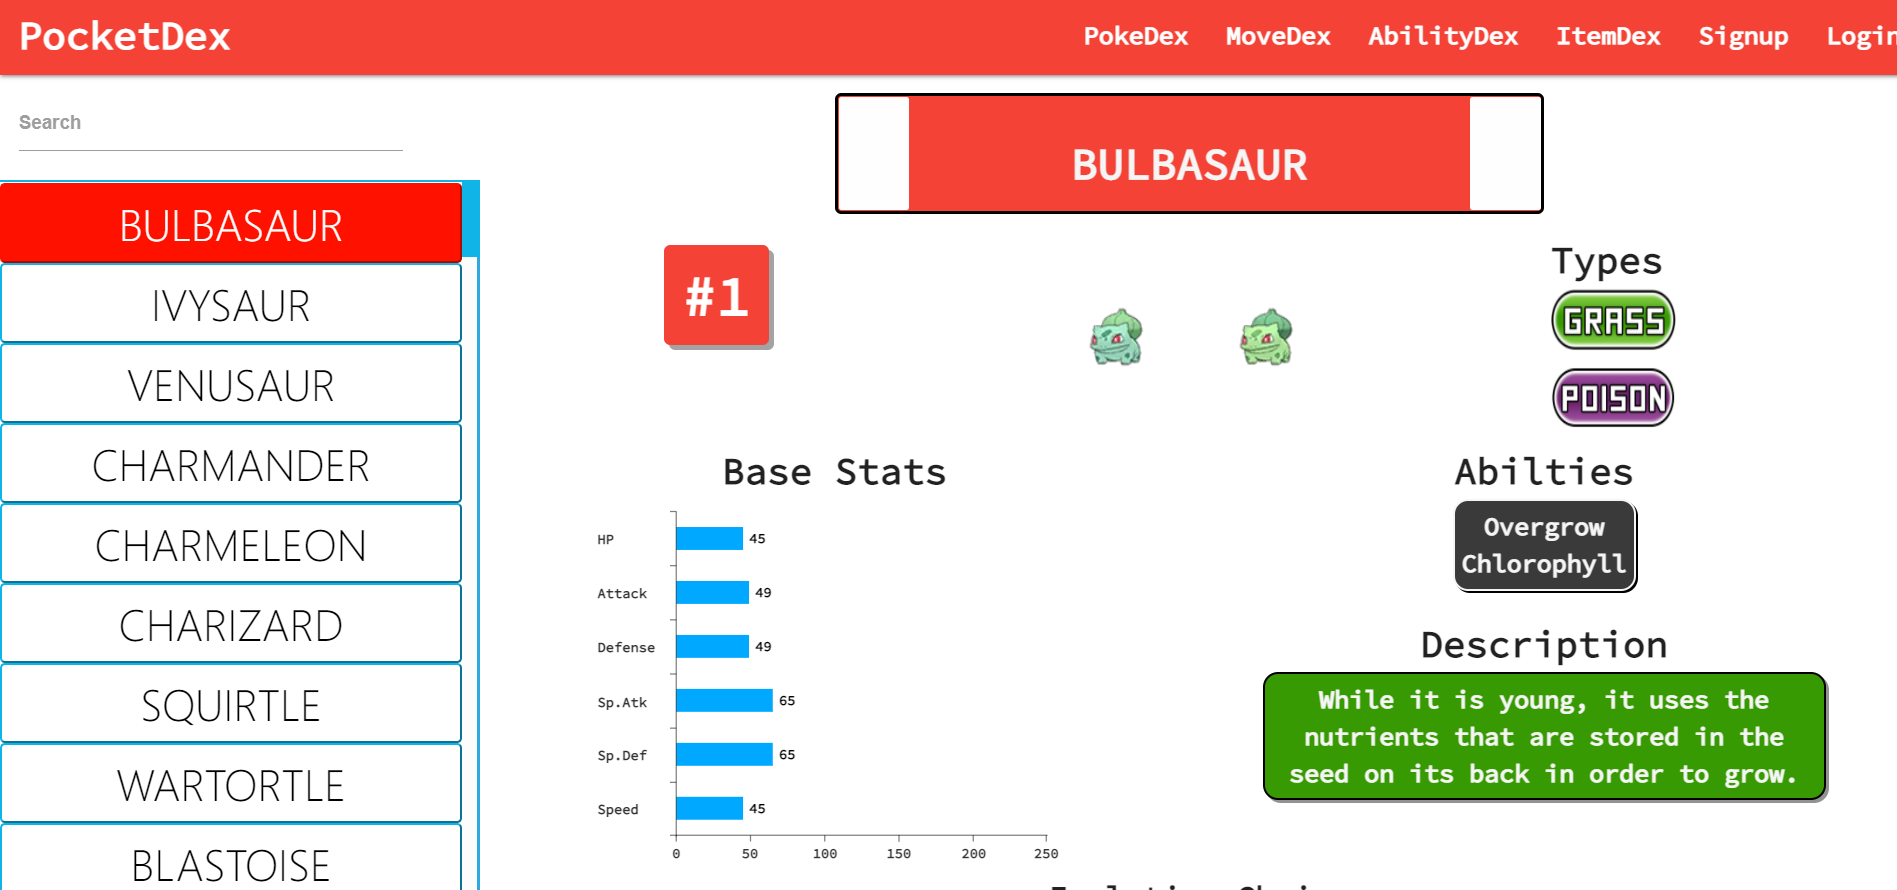 PocketDex
PokeDex MoveDex AbilityDex ItemDex Signup Login
Search
BULBASAUR
IVYSAUR
VENUSAUR
CHARMANDER
CHARMELEON
CHARIZARD
SQUIRTLE
WARTORTLE
BLASTOISE
BULBASAUR
#1
Types
GRASS
POISON
Base Stats
HP 45
Attack 49
Defense 49
Sp.Atk 65
Sp.Def 65
Speed 45
0 50 100 150 200 250
Abilties
Overgrow
Chlorophyll
Description
While it is young, it uses the
nutrients that are stored in the
seed on its back in order to grow.